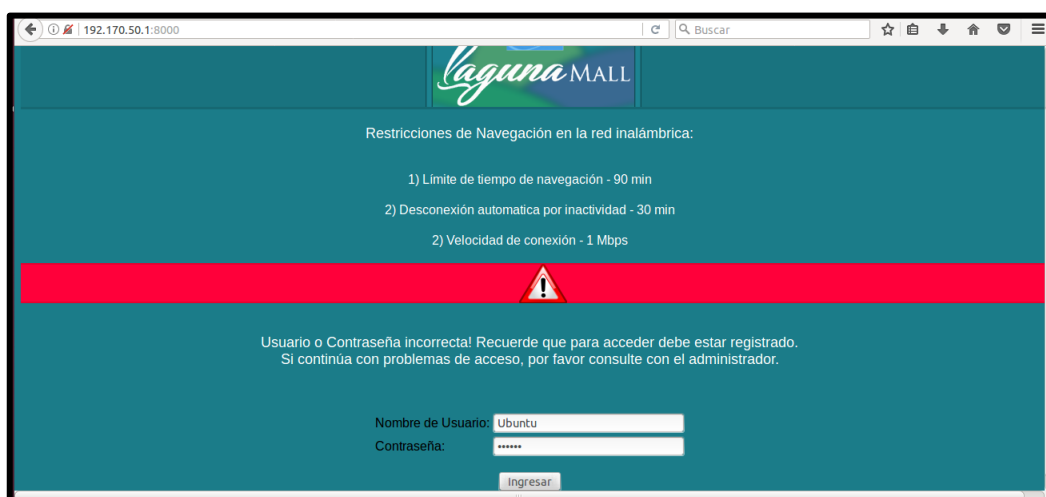 192.170.50.1:8000
Buscar
laguna MALL
Restricciones de Navegación en la red inalámbrica:
1) Límite de tiempo de navegación - 90 min
2) Desconexión automatica por inactividad - 30 min
2) Velocidad de conexión - 1 Mbps
Usuario o Contraseña incorrecta! Recuerde que para acceder debe estar registrado.
Si continúa con problemas de acceso, por favor consulte con el administrador.
Nombre de Usuario: Ubuntu
Contraseña: ••••••
Ingresar